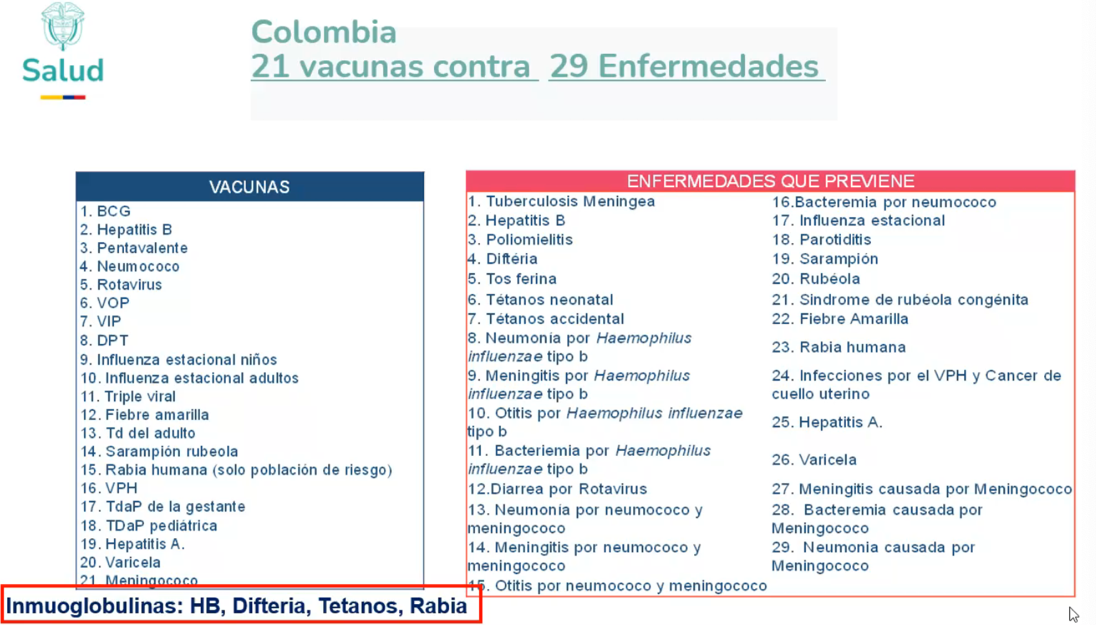 Salud
Colombia
21 vacunas contra 29 Enfermedades
VACUNAS
1. BCG
2. Hepatitis B
3. Pentavalente
4. Neumococo
5. Rotavirus
6. VOP
7. VIP
8. DPT
9. Influenza estacional niños
10. Influenza estacional adultos
11. Triple viral
12. Fiebre amarilla
13. Td del adulto
14. Sarampión rubeola
15. Rabia humana (solo población de riesgo)
16. VPH
17. TdaP de la gestante
18. TDaP pediátrica
19. Hepatitis A.
20. Varicela
21. Meningococo
ENFERMEDADES QUE PREVIENE
1. Tuberculosis Meningea
2. Hepatitis B
3. Poliomielitis
4. Diftéria
5. Tos ferina
6. Tétanos neonatal
7. Tétanos accidental
8. Neumonía por Haemophilus
influenzae tipo b
9. Meningitis por Haemophilus
influenzae tipo b
10. Otitis por Haemophilus influenzae
tipo b
11. Bacteriemia por Haemophilus
influenzae tipo b
12.Diarrea por Rotavirus
13. Neumonía por neumococo y
meningococo
14. Meningitis por neumococo y
meningococo
15. Otitis por neumococo y meningococo
16.Bacteremia por neumococo
17. Influenza estacional
18. Parotiditis
19. Sarampión
20. Rubéola
21. Sindrome de rubéola congénita
22. Fiebre Amarilla
23. Rabia humana
24. Infecciones por el VPH y Cancer de
cuello uterino
25. Hepatitis A.
26. Varicela
27. Meningitis causada por Meningococo
28. Bacteremia causada por
Meningococo
29. Neumonia causada por
Meningococo
Inmuoglobulinas: HB, Difteria, Tetanos, Rabia